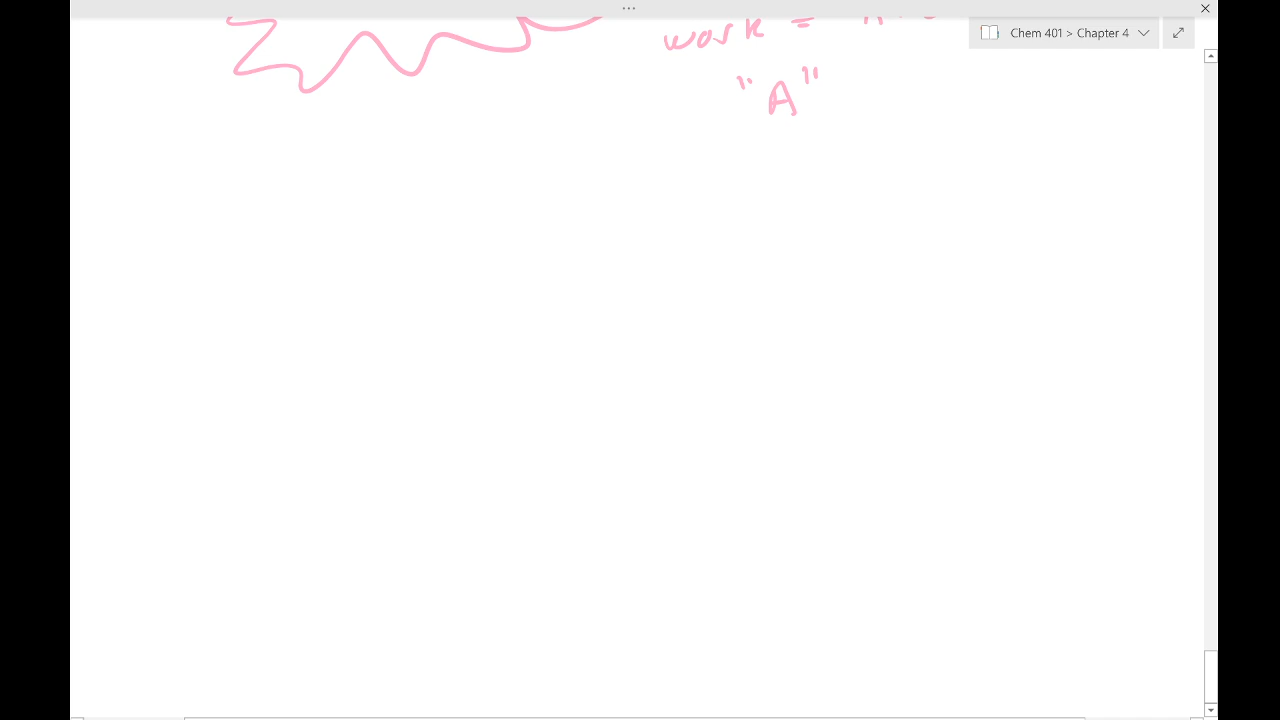 work =
Chem 401 > Chapter 4
"A"